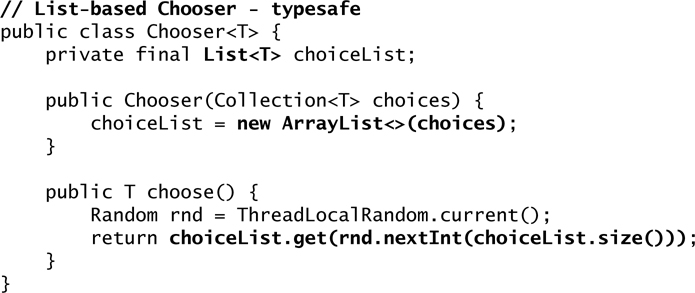 // List-based Chooser - typesafe
public class Chooser<T> {
    private final List<T> choiceList;

    public Chooser(Collection<T> choices) {
        choiceList = new ArrayList<>(choices);
    }

    public T choose() {
        Random rnd = ThreadLocalRandom.current();
        return choiceList.get(rnd.nextInt(choiceList.size()));
    }
}